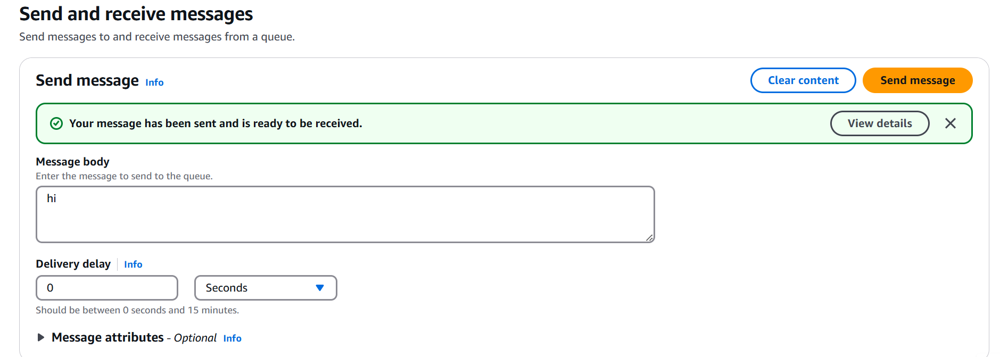 Send and receive messages
Send messages to and receive messages from a queue.
Send message Info
Clear content
Send message
Your message has been sent and is ready to be received.
View details
Message body
Enter the message to send to the queue.
hi
Delivery delay Info
0
Seconds
Should be between 0 seconds and 15 minutes.
Message attributes - Optional Info